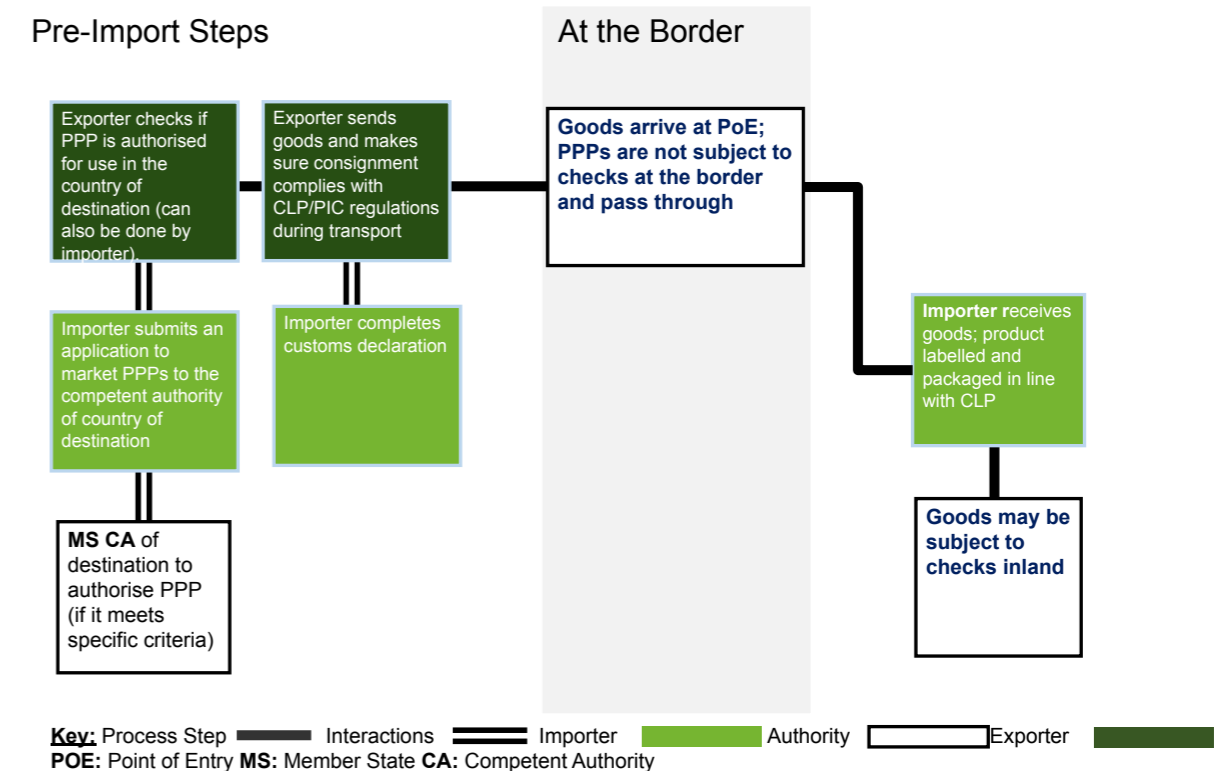 Pre-Import Steps
At the Border
Exporter checks if
PPP is authorised
for use in the
country of
destination (can
also be done by
importer).
Exporter sends
goods and makes
sure consignment
complies with
CLP/PIC regulations
during transport
Goods arrive at PoE;
PPPs are not subject to
checks at the border
and pass through
Importer submits an
application to
market PPPs to the
competent authority
of country of
destination
Importer completes
customs declaration
Importer receives
goods; product
labelled and
packaged in line
with CLP
MS CA of
destination to
authorise PPP
(if it meets
specific criteria)
Goods may be
subject to
checks inland
Key: Process Step Interactions Importer Authority Exporter
POE: Point of Entry MS: Member State CA: Competent Authority